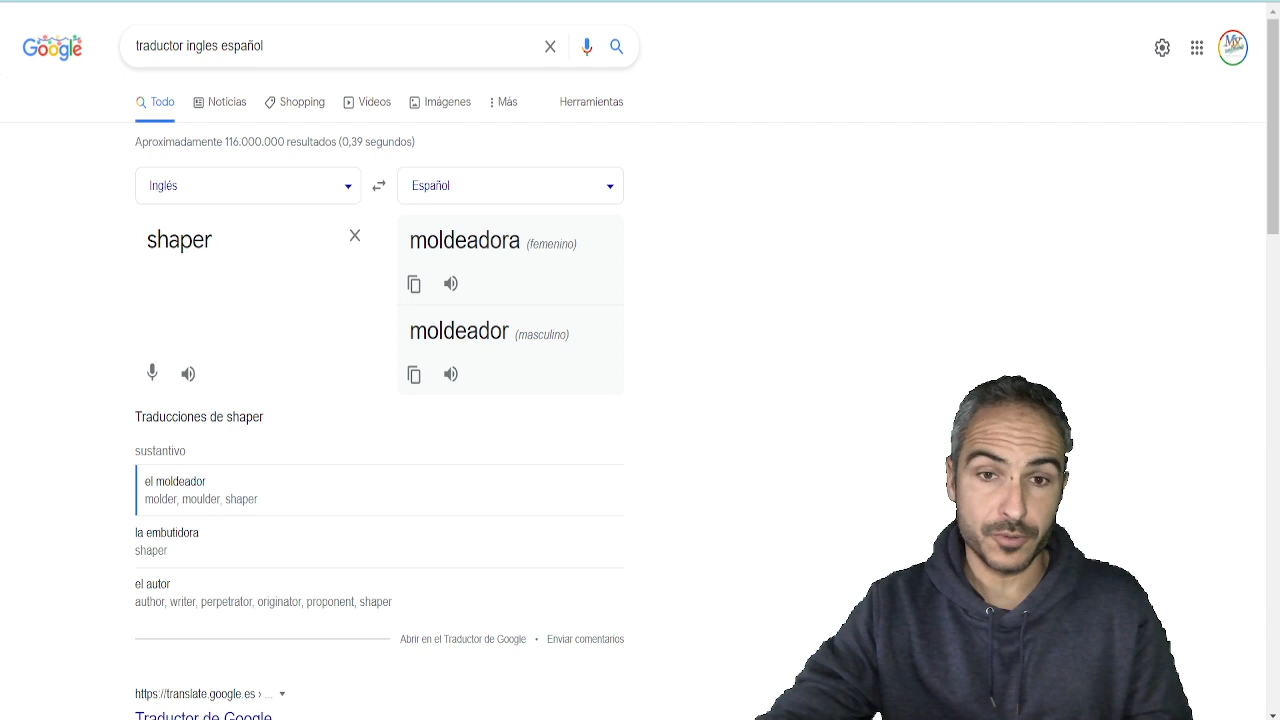 Google
traductor ingles español
Todo
Noticias
Shopping
Vídeos
Imágenes
Más
Herramientas
Aproximadamente 116.000.000 resultados (0,39 segundos)
Inglés
Español
shaper
moldeadora (femenino)
moldeador (masculino)
Traducciones de shaper
sustantivo
el moldeador
molder, moulder, shaper
la embutidora
shaper
el autor
author, writer, perpetrator, originator, proponent, shaper
Abrir en el Traductor de Google • Enviar comentarios
https://translate.google.es › ...
Traductor de Google